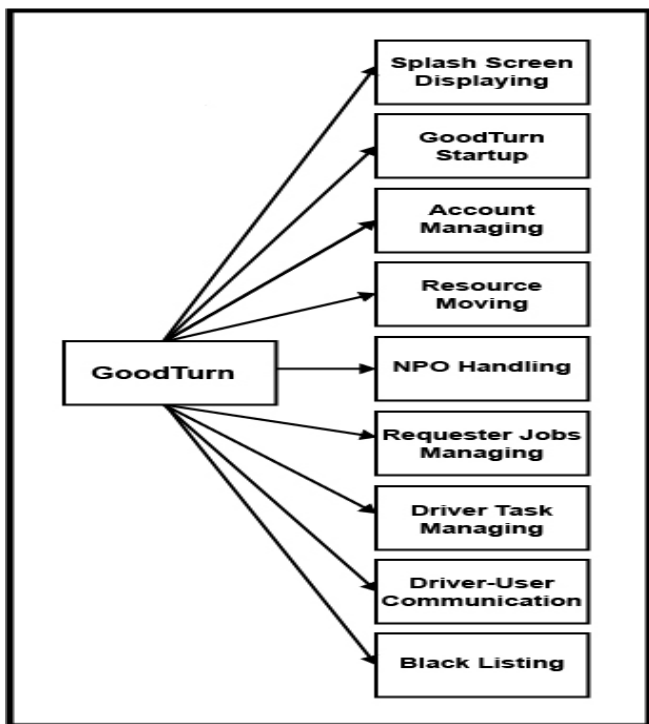 Splash Screen
Displaying
GoodTurn
Startup
Account
Managing
Resource
Moving
GoodTurn
NPO Handling
Requester Jobs
Managing
Driver Task
Managing
Driver-User
Communication
Black Listing